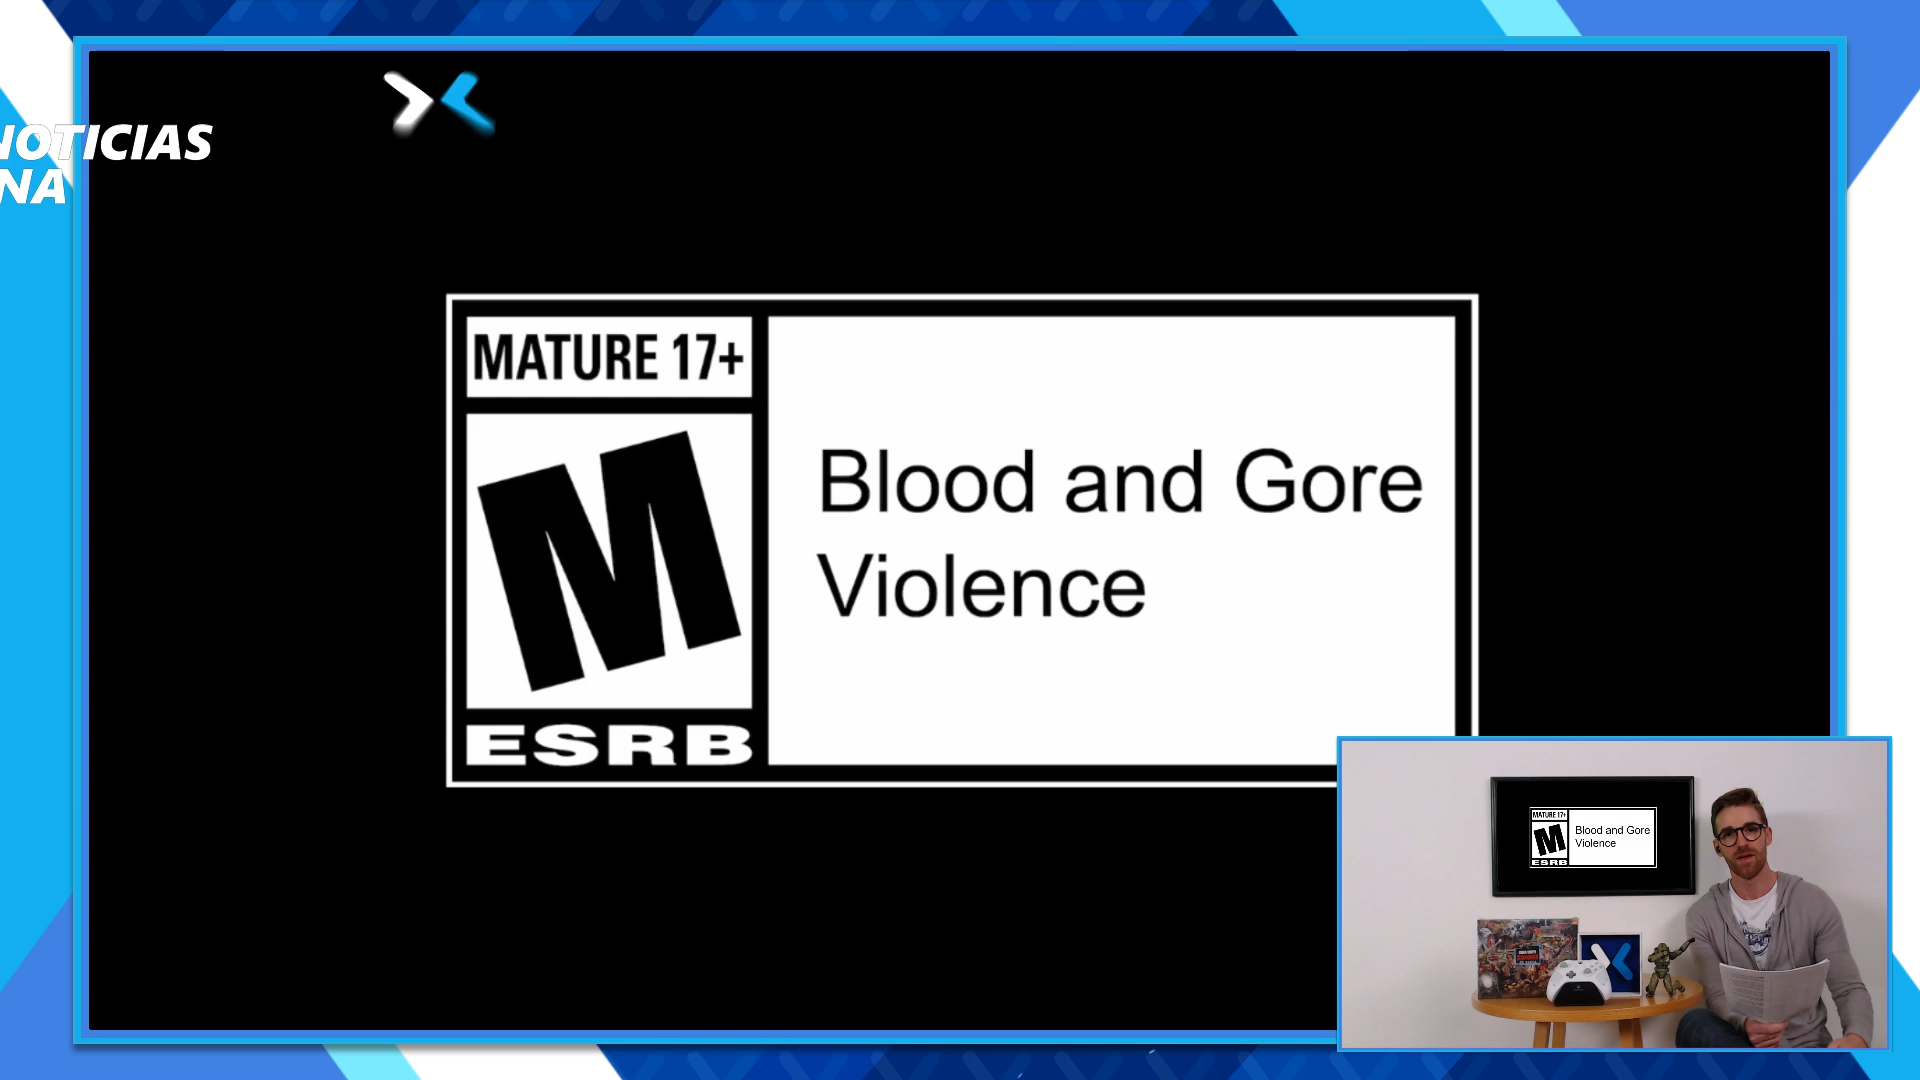 NOTICIAS
NA
MATURE 17+
M
ESRB
Blood and Gore
Violence
MATURE 17+
M
ESRB
Blood and Gore
Violence